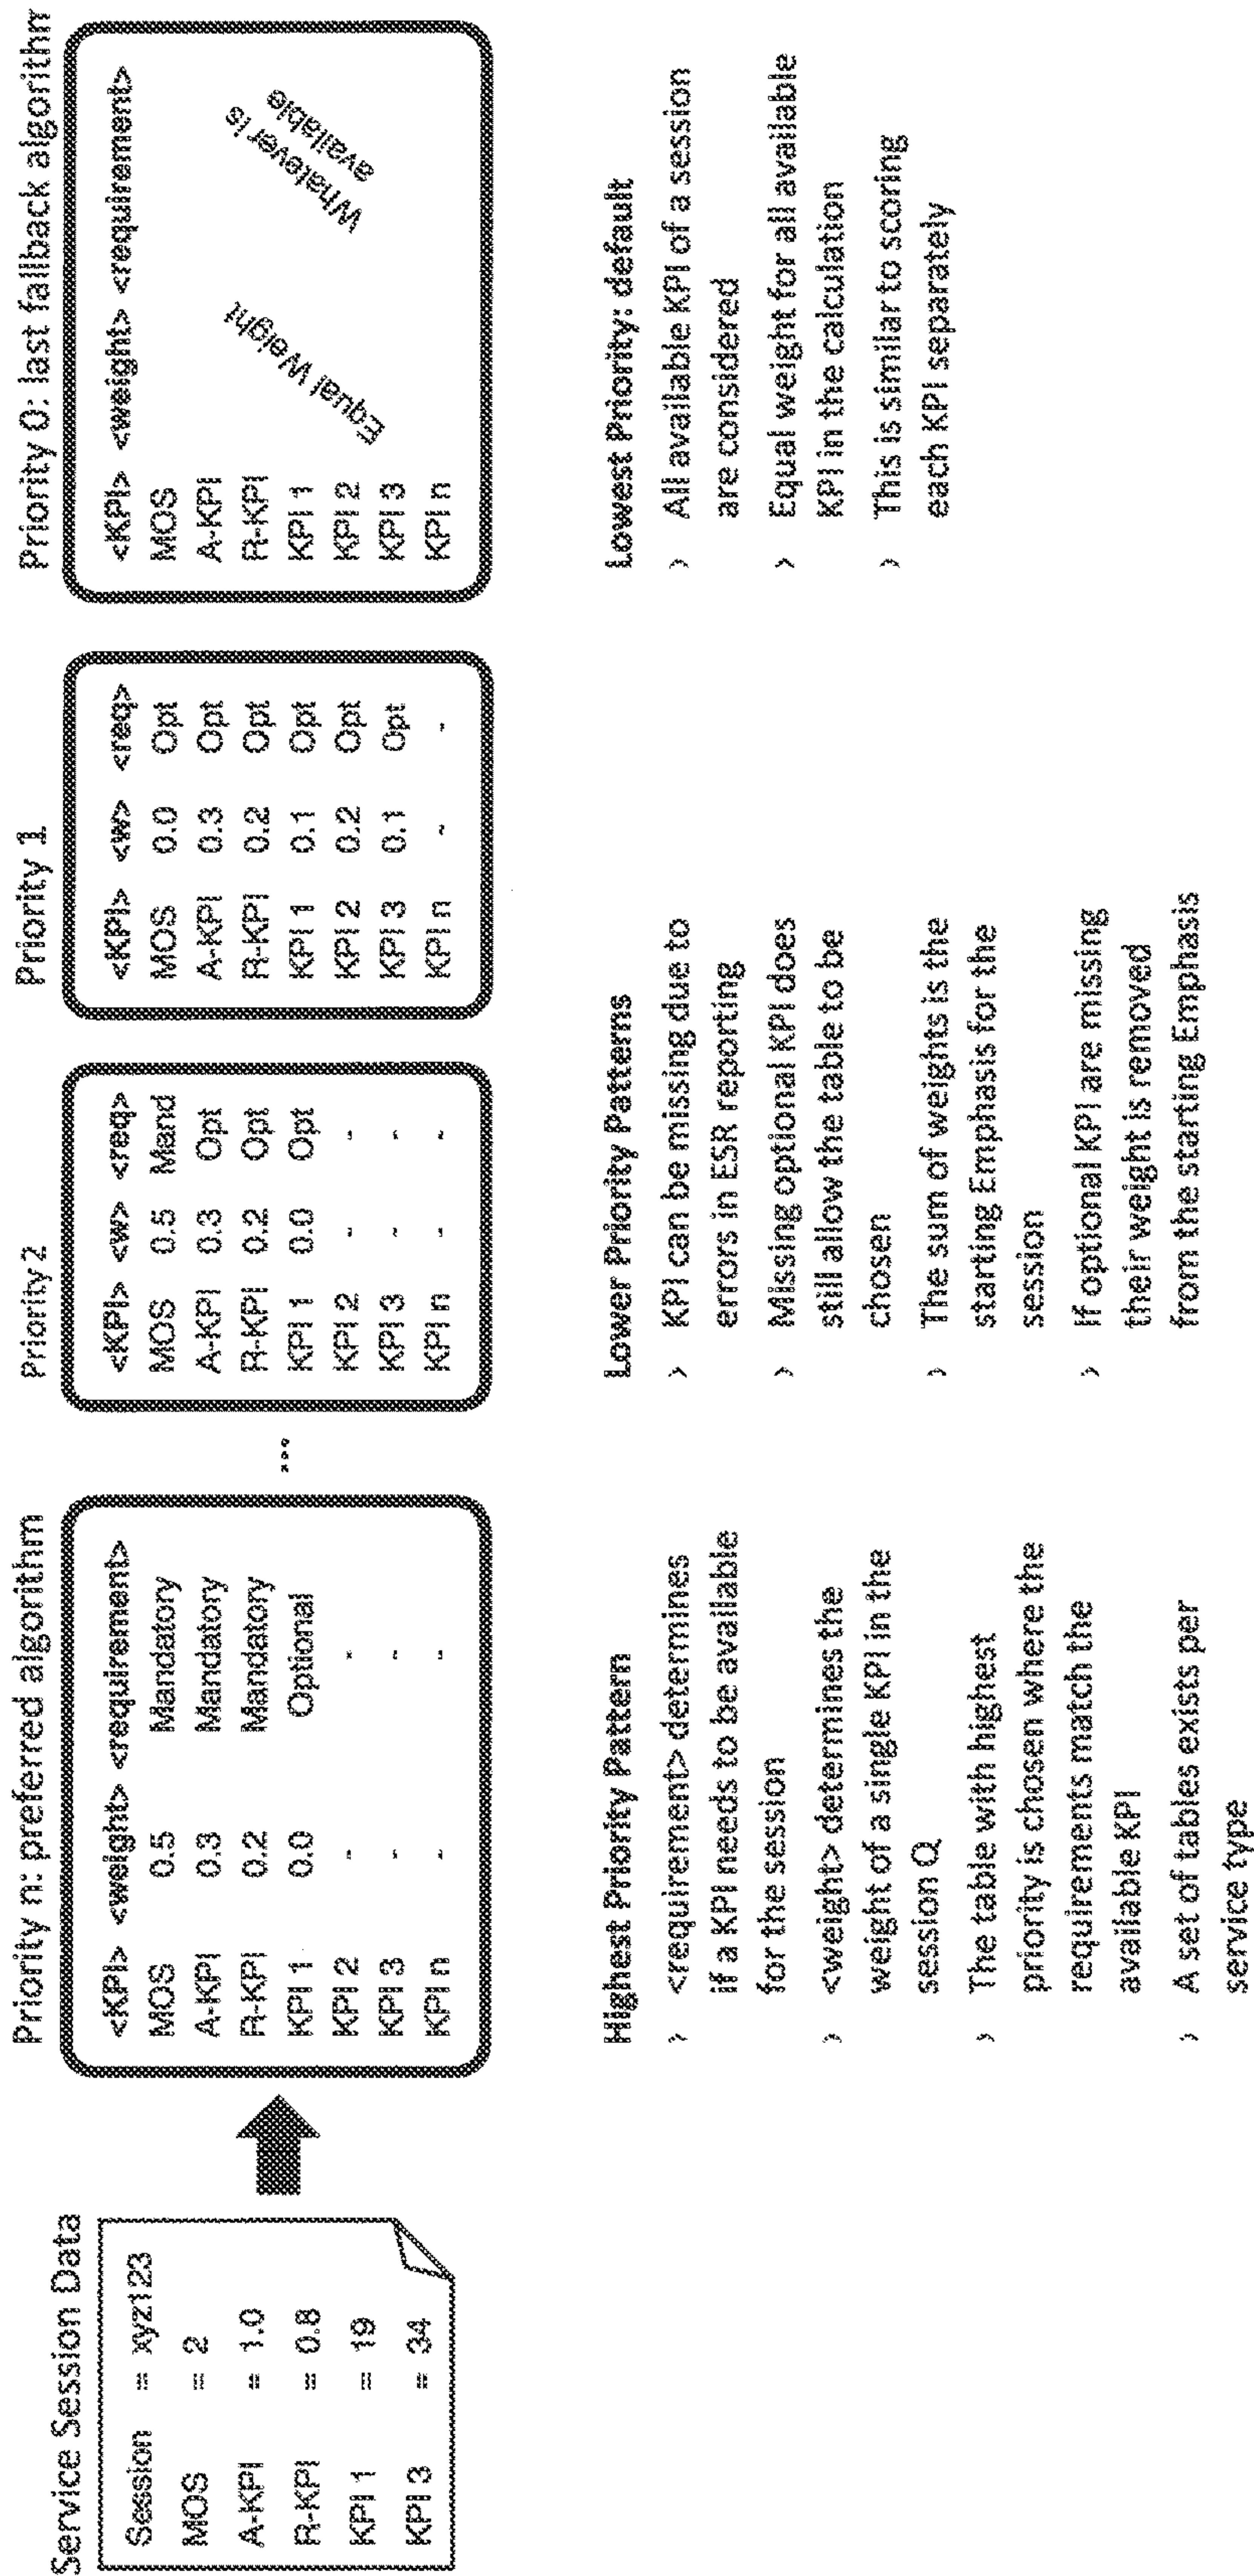 Service Session Data
Session = xyz123
MOS = 2
A-KPI = 1.0
R-KPI = 0.8
KPI 1 = 19
KPI 3 = 34
Priority n: preferred algorithm
<KPI> <weight> <requirement>
MOS 0.5 Mandatory
A-KPI 0.3 Mandatory
R-KPI 0.2 Mandatory
KPI 1 0.0 Optional
KPI 2 - -
KPI 3 - -
KPI n - -
...
Priority 2
<KPI> <w> <req>
MOS 0.5 Mand
A-KPI 0.3 Opt
R-KPI 0.2 Opt
KPI 1 0.0 Opt
KPI 2 - -
KPI 3 - -
KPI n - -
Priority 1
<KPI> <w> <req>
MOS 0.0 Opt
A-KPI 0.3 Opt
R-KPI 0.2 Opt
KPI 1 0.1 Opt
KPI 2 0.2 Opt
KPI 3 0.1 Opt
KPI n - -
Priority 0: last fallback algorithm
<KPI> <weight> <requirement>
MOS
A-KPI
R-KPI
KPI 1
KPI 2
KPI 3
KPI n
Equal Weight
Whatever is
available
Highest Priority Pattern
› <requirement> determines
if a KPI needs to be available
for the session
› <weight> determines the
weight of a single KPI in the
session Q
› The table with highest
priority is chosen where the
requirements match the
available KPI
› A set of tables exists per
service type
Lower Priority Patterns
› KPI can be missing due to
errors in ESR reporting
› Missing optional KPI does
still allow the table to be
chosen
› The sum of weights is the
starting Emphasis for the
session
› If optional KPI are missing
their weight is removed
from the starting Emphasis
Lowest Priority: default
› All available KPI of a session
are considered
› Equal weight for all available
KPI in the calculation
› This is similar to scoring
each KPI separately